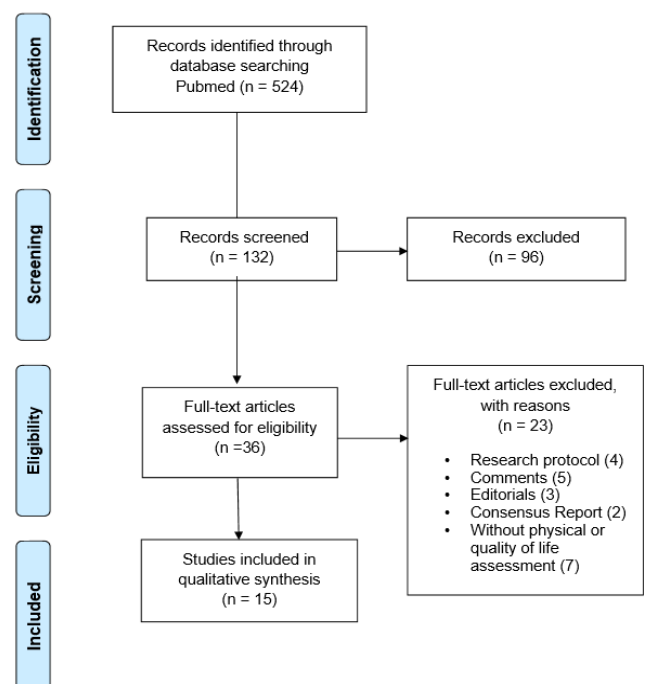 Identification
Records identified through
database searching
Pubmed (n = 524)
Screening
Records screened
(n = 132)
Records excluded
(n = 96)
Eligibility
Full-text articles
assessed for eligibility
(n =36)
Full-text articles excluded,
with reasons
(n = 23)
• Research protocol (4)
• Comments (5)
• Editorials (3)
• Consensus Report (2)
• Without physical or
quality of life
assessment (7)
Included
Studies included in
qualitative synthesis
(n = 15)